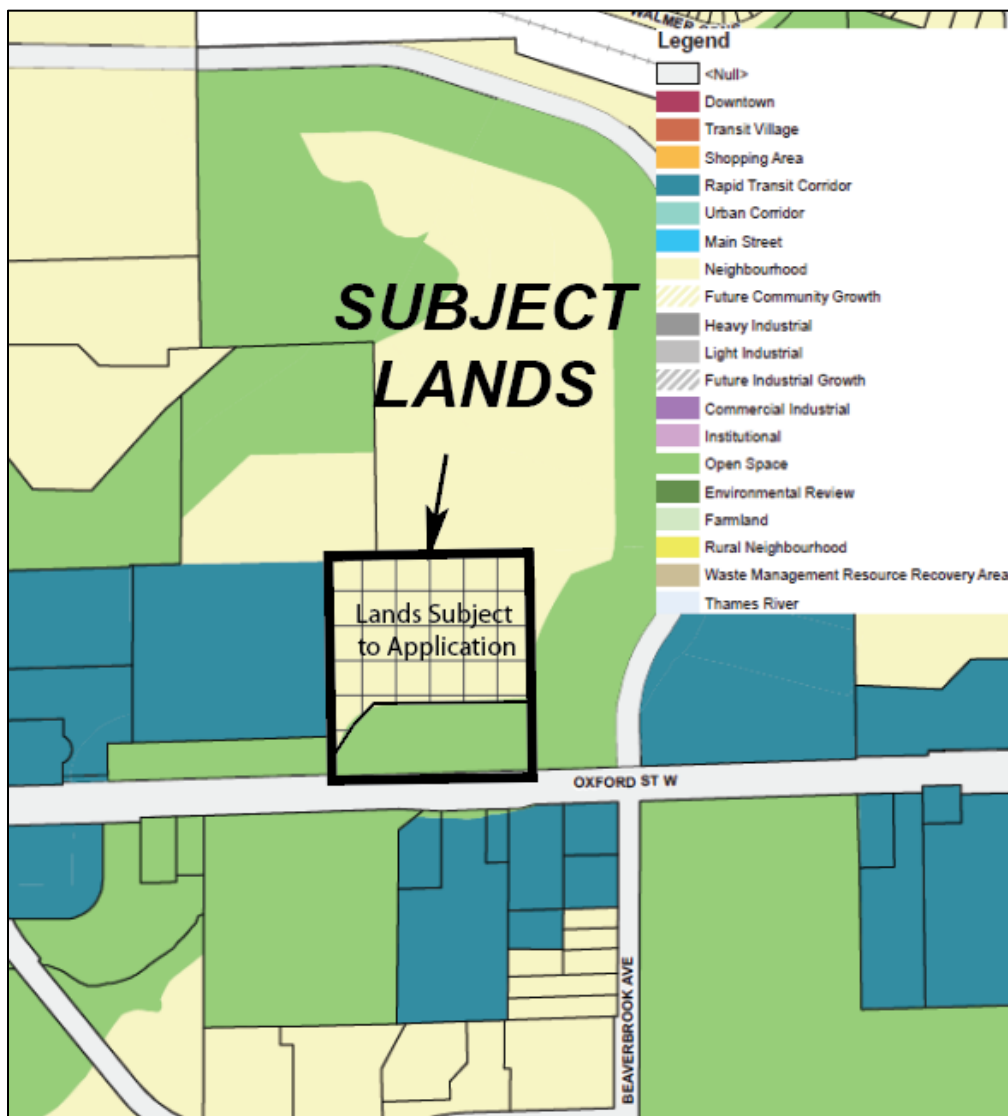 WALMER GDNS
Legend
<Null>
Downtown
Transit Village
Shopping Area
Rapid Transit Corridor
Urban Corridor
Main Street
Neighbourhood
Future Community Growth
Heavy Industrial
Light Industrial
Future Industrial Growth
Commercial Industrial
Institutional
Open Space
Environmental Review
Farmland
Rural Neighbourhood
Waste Management Resource Recovery Area
Thames River
SUBJECT
LANDS
Lands Subject
to Application
OXFORD ST W
BEAVERBROOK AVE